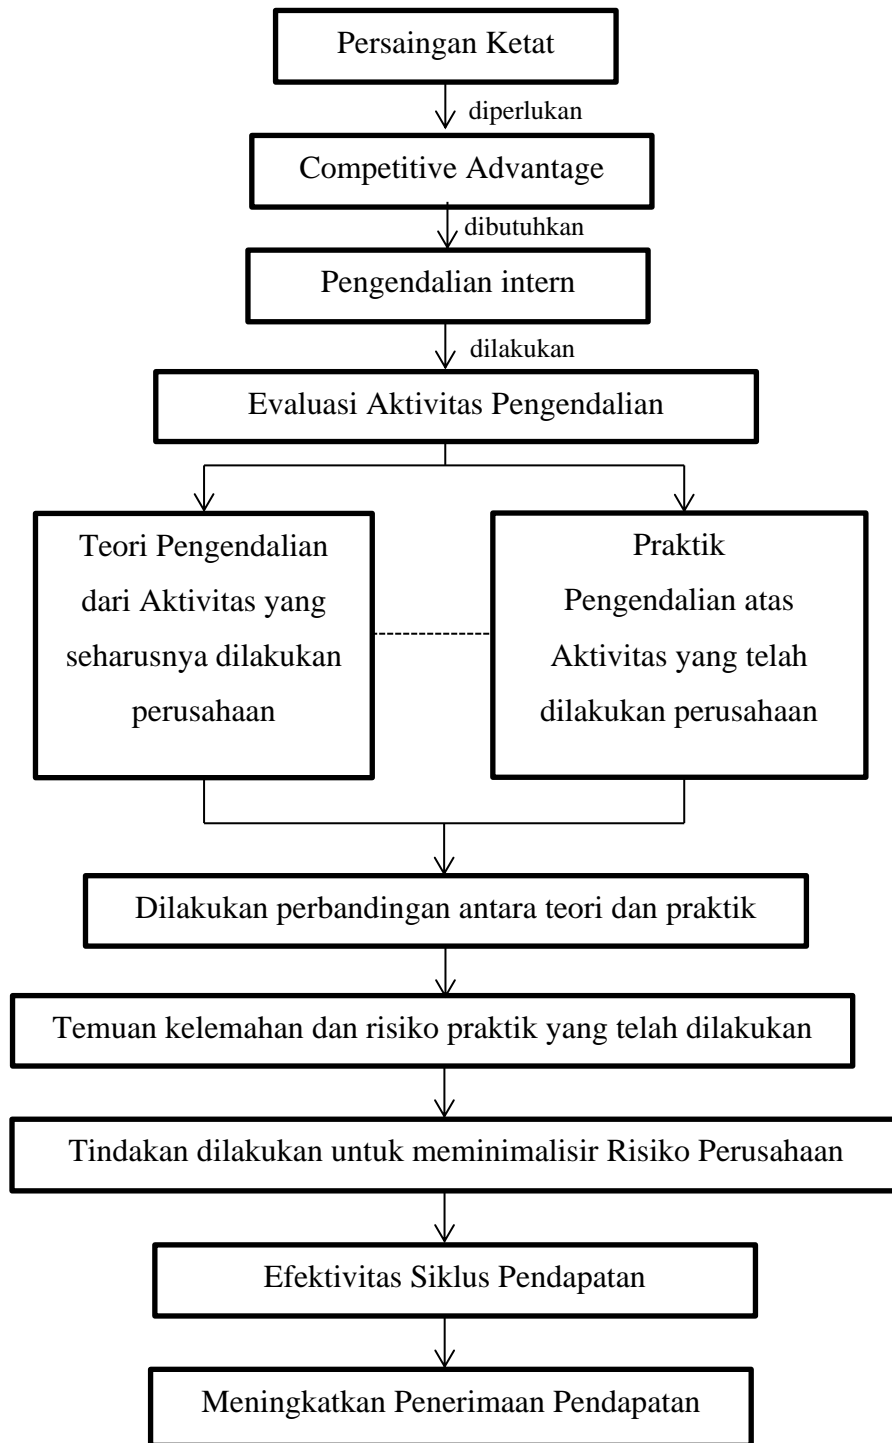 Persaingan Ketat
diperlukan
Competitive Advantage
dibutuhkan
Pengendalian intern
dilakukan
Evaluasi Aktivitas Pengendalian
Teori Pengendalian
dari Aktivitas yang
seharusnya dilakukan
perusahaan
Praktik
Pengendalian atas
Aktivitas yang telah
dilakukan perusahaan
Dilakukan perbandingan antara teori dan praktik
Temuan kelemahan dan risiko praktik yang telah dilakukan
Tindakan dilakukan untuk meminimalisir Risiko Perusahaan
Efektivitas Siklus Pendapatan
Meningkatkan Penerimaan Pendapatan